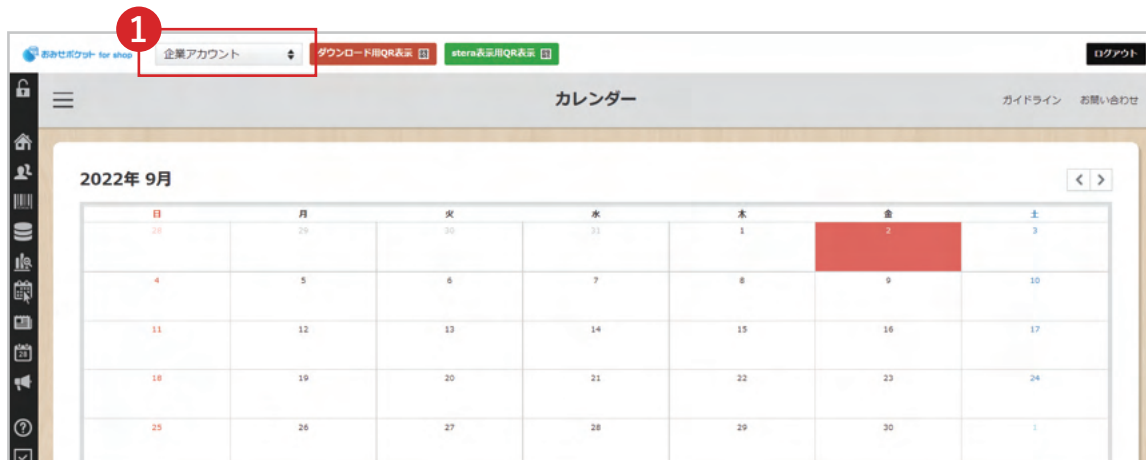 1
おみせポケット for shop 企業アカウント ダウンロード用QR表示 stera表示用QR表示 ログアウト
カレンダー ガイドライン お問い合わせ
2022年 9月
日 月 火 水 木 金 土
28 29 30 31 1 2 3
4 5 6 7 8 9 10
11 12 13 14 15 16 17
18 19 20 21 22 23 24
25 26 27 28 29 30 1